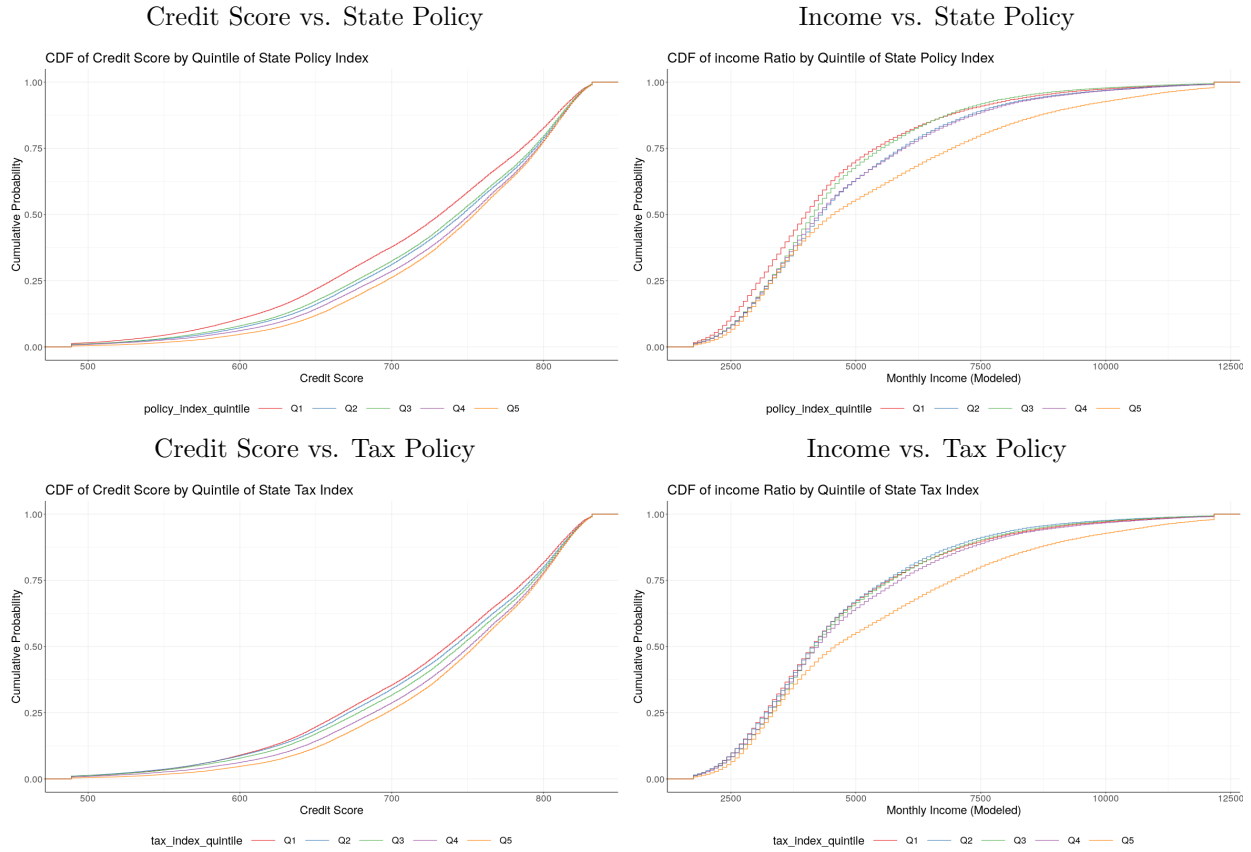 Credit Score vs. State Policy
CDF of Credit Score by Quintile of State Policy Index
Cumulative Probability
1.00
0.75
0.50
0.25
0.00
500 600 700 800
Credit Score
policy_index_quintile Q1 Q2 Q3 Q4 Q5
Income vs. State Policy
CDF of income Ratio by Quintile of State Policy Index
Cumulative Probability
1.00
0.75
0.50
0.25
0.00
2500 5000 7500 10000 12500
Monthly Income (Modeled)
policy_index_quintile Q1 Q2 Q3 Q4 Q5
Credit Score vs. Tax Policy
CDF of Credit Score by Quintile of State Tax Index
Cumulative Probability
1.00
0.75
0.50
0.25
0.00
500 600 700 800
Credit Score
tax_index_quintile Q1 Q2 Q3 Q4 Q5
Income vs. Tax Policy
CDF of income Ratio by Quintile of State Tax Index
Cumulative Probability
1.00
0.75
0.50
0.25
0.00
2500 5000 7500 10000 12500
Monthly Income (Modeled)
tax_index_quintile Q1 Q2 Q3 Q4 Q5